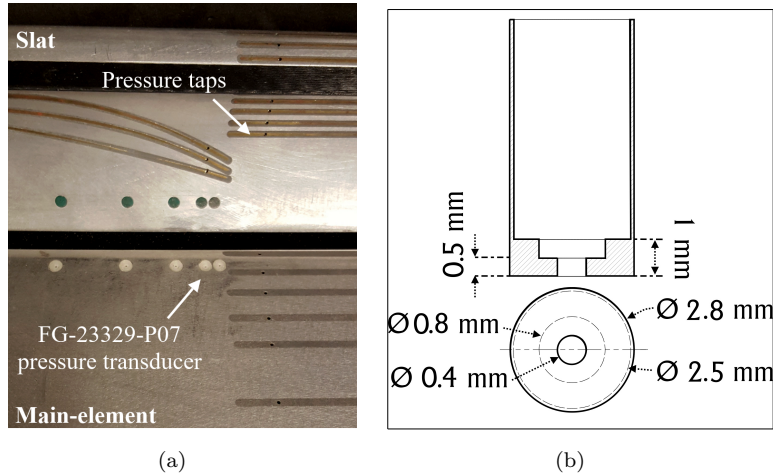 Slat
Pressure taps
FG-23329-P07
pressure transducer
Main-element
(a)
0.5 mm
1 mm
Ø 0.8 mm
Ø 2.8 mm
Ø 0.4 mm
Ø 2.5 mm
(b)